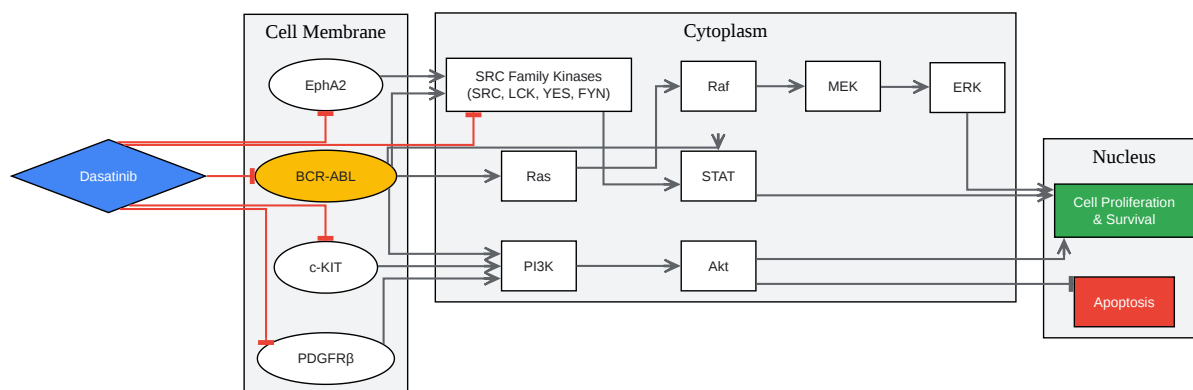 Cell Membrane
Cytoplasm
EphA2
SRC Family Kinases
(SRC, LCK, YES, FYN)
Raf
MEK
ERK
Nucleus
Dasatinib
BCR-ABL
Ras
STAT
Cell Proliferation
& Survival
c-KIT
PI3K
Akt
Apoptosis
PDGFRβ